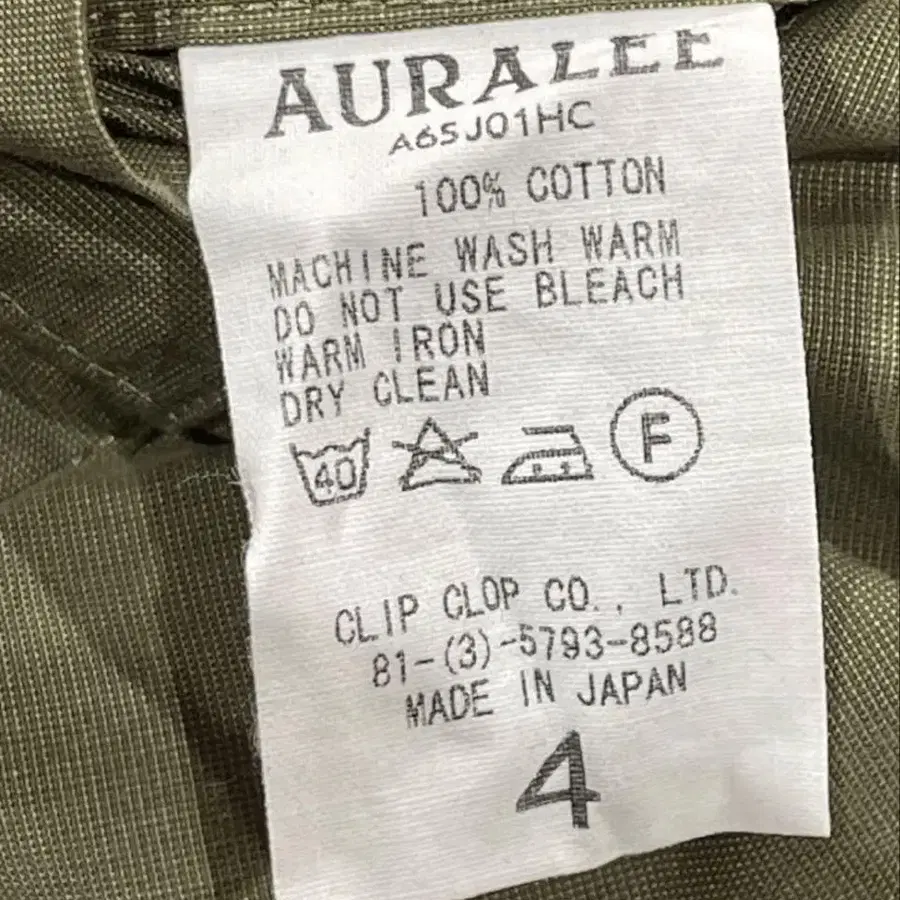 AURALEE
A6SJ01HC
100% COTTON
MACHINE WASH WARM
DO NOT USE BLEACH
WARM IRON
DRY CLEAN
40 F
CLIP CLOP CO., LTD.
81-(3)-5793-8588
MADE IN JAPAN
4